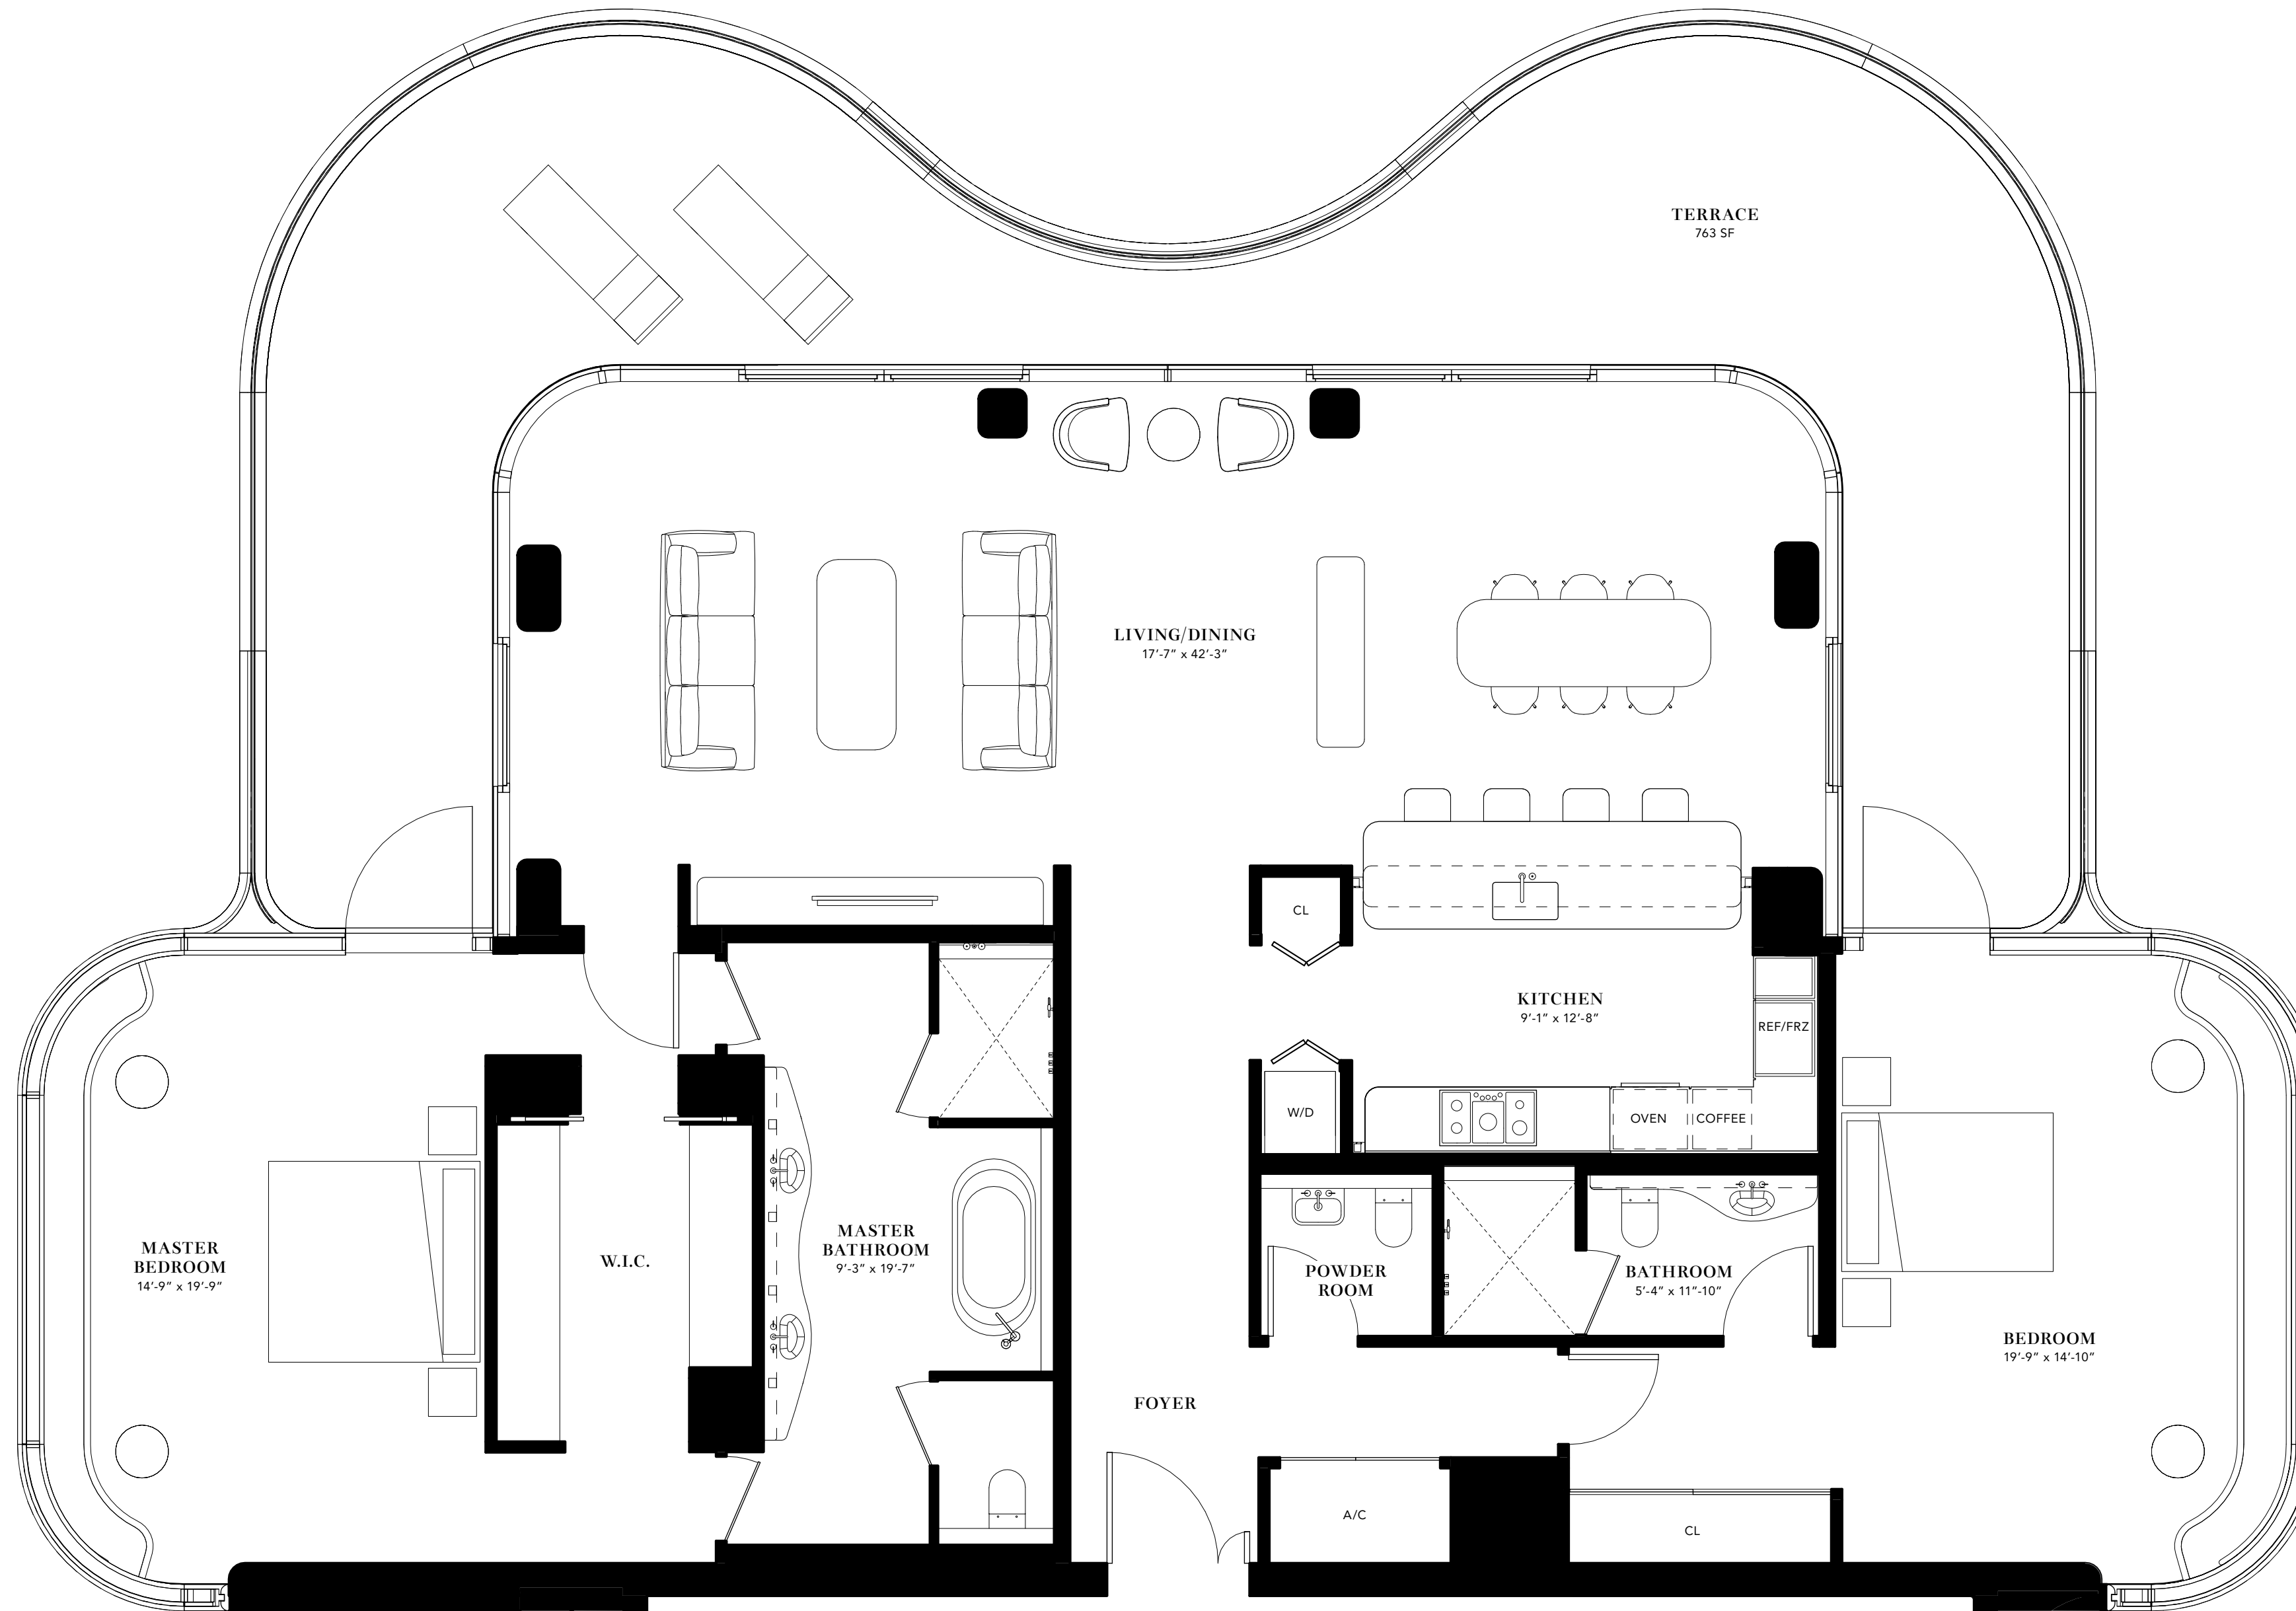 TERRACE
763 SF
LIVING/DINING
17’-7” x 42’-3”
CL
KITCHEN
9’-1” x 12’-8”
REF/FRZ
W/D
OVEN
COFFEE
MASTER
BEDROOM
14’-9” x 19’-9”
W.I.C.
MASTER
BATHROOM
9’-3” x 19’-7”
POWDER
ROOM
BATHROOM
5’-4” x 11”-10”
BEDROOM
19’-9” x 14’-10”
FOYER
A/C
CL